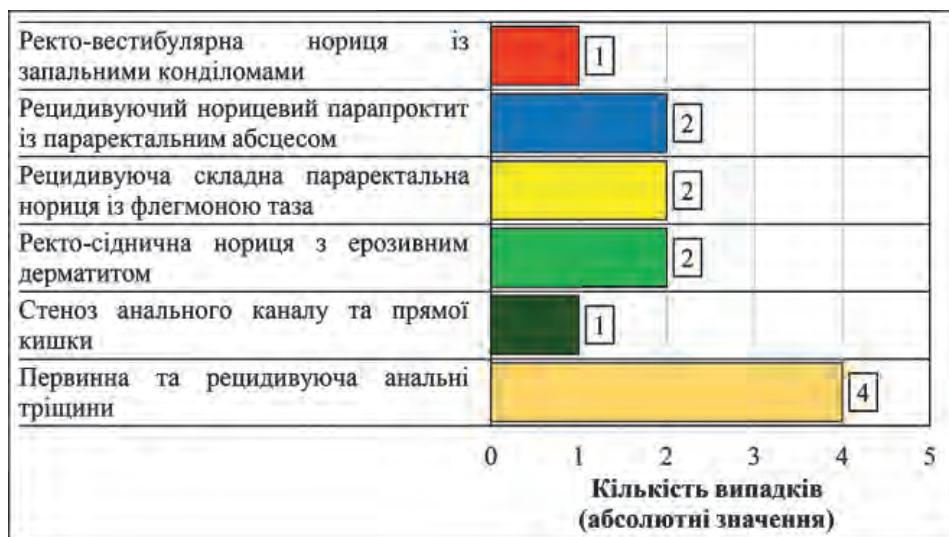 Ректо-вестибулярна нориця із
запальними конділомами
1
Рецидивуючий норицевий парапроктит
із параректальним абсцесом
2
Рецидивуюча складна параректальна
нориця із флегмоною таза
2
Ректо-сіднична нориця з ерозивним
дерматитом
2
Стеноз анального каналу та прямої
кишки
1
Первинна та рецидивуюча анальні
тріщини
4
0 1 2 3 4 5
Кількість випадків
(абсолютні значення)